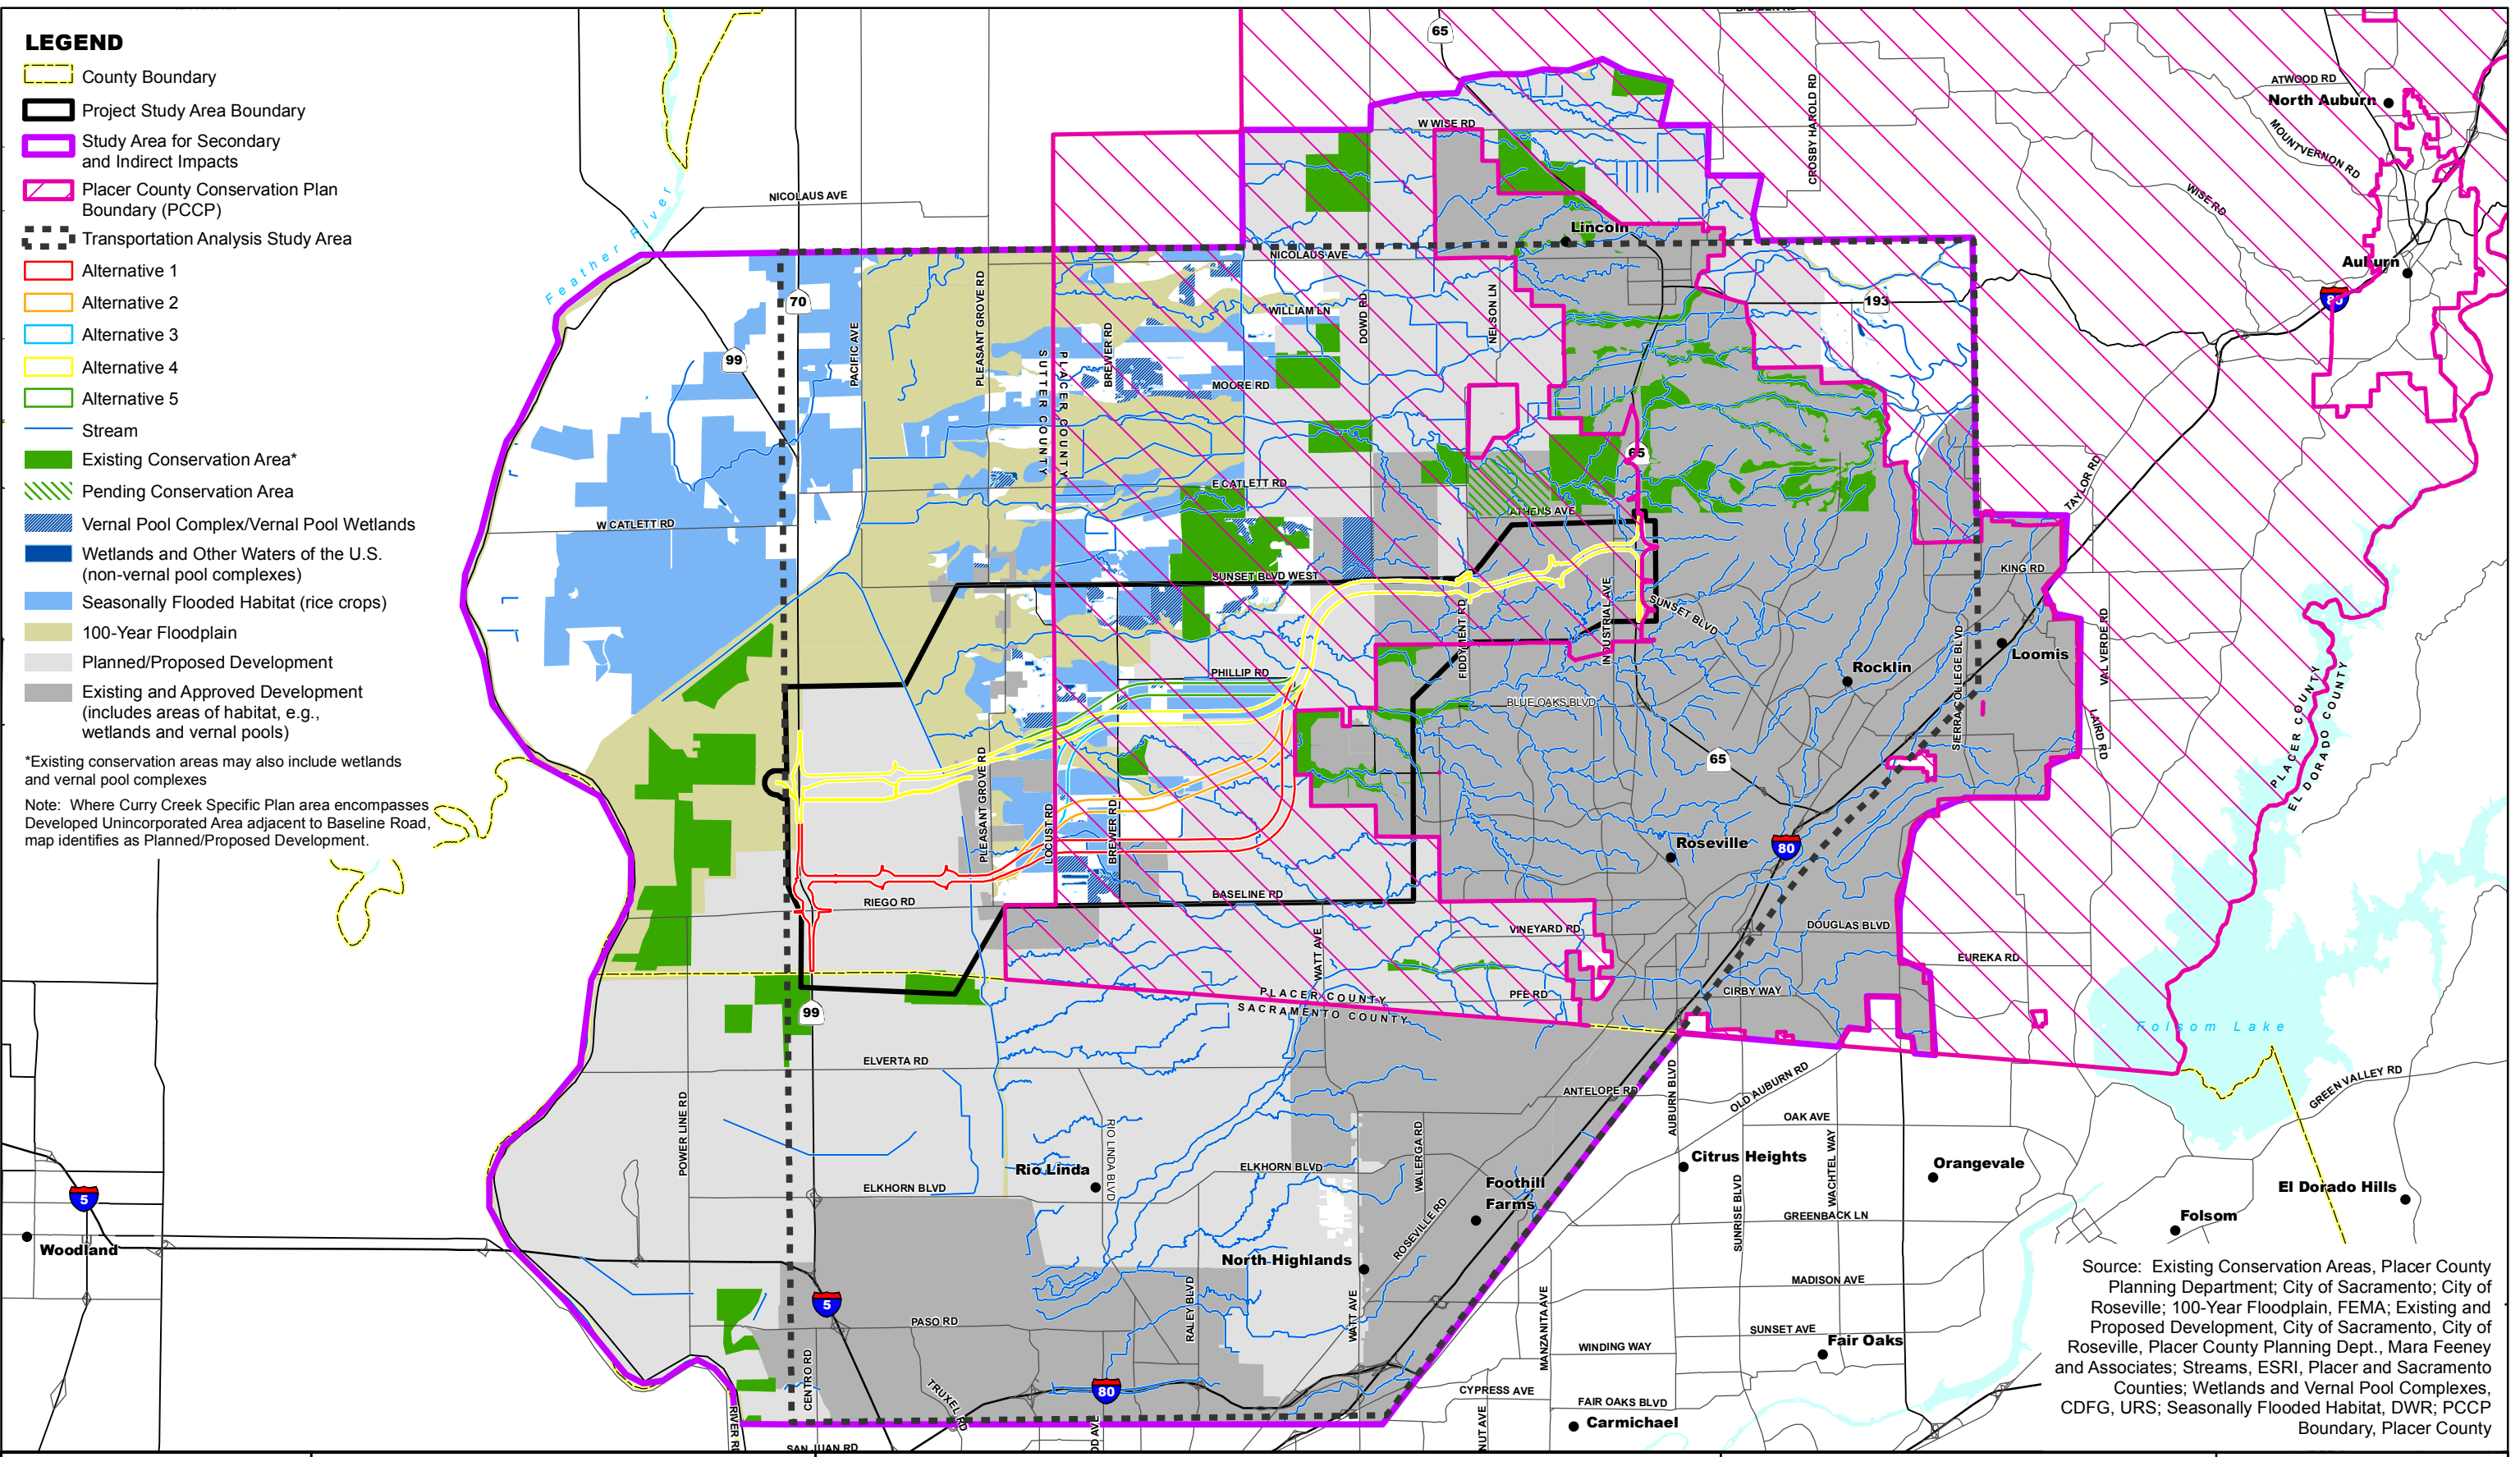 LEGEND
County Boundary
Project Study Area Boundary
Study Area for Secondary
and Indirect Impacts
Placer County Conservation Plan
Boundary (PCCP)
Transportation Analysis Study Area
Alternative 1
Alternative 2
Alternative 3
Alternative 4
Alternative 5
Stream
Existing Conservation Area*
Pending Conservation Area
Vernal Pool Complex/Vernal Pool Wetlands
Wetlands and Other Waters of the U.S.
(non-vernal pool complexes)
Seasonally Flooded Habitat (rice crops)
100-Year Floodplain
Planned/Proposed Development
Existing and Approved Development
(includes areas of habitat, e.g.,
wetlands and vernal pools)
*Existing conservation areas may also include wetlands
and vernal pool complexes
Note: Where Curry Creek Specific Plan area encompasses
Developed Unincorporated Area adjacent to Baseline Road,
map identifies as Planned/Proposed Development.
65
ATWOOD RD
North Auburn
MOUNTVERNON RD
WISE RD
CROSBY HAROLD RD
W WISE RD
NICOLAUS AVE
Feather River
Lincoln
NICOLAUS AVE
Auburn
80
193
70
99
PACIFIC AVE
PLEASANT GROVE RD
SUTTER COUNTY
PLACER COUNTY
BREWER RD
WILLIAM LN
DOWD RD
NELSON LN
MOORE RD
65
E CATLETT RD
W CATLETT RD
ATHENS AVE
TAYLOR RD
SUNSET BLVD WEST
KING RD
FIDDYMENT RD
INDUSTRIAL AVE
SUNSET BLVD
SIERRA COLLEGE BLVD
VAL VERDE RD
Loomis
Rocklin
PHILLIP RD
BLUE OAKS BLVD
LAIRD RD
PLACER COUNTY
EL DORADO COUNTY
65
PLEASANT GROVE RD
LOCUST RD
BREWER RD
Roseville
80
BASELINE RD
RIEGO RD
WATT AVE
VINEYARD RD
DOUGLAS BLVD
EUREKA RD
PLACER COUNTY
SACRAMENTO COUNTY
PFE RD
CIRBY WAY
99
Folsom Lake
ELVERTA RD
POWER LINE RD
RIO LINDA BLVD
ANTELOPE RD
AUBURN BLVD
OLD AUBURN RD
GREEN VALLEY RD
OAK AVE
WALERGA RD
WACHTEL WAY
Rio Linda
ELKHORN BLVD
Citrus Heights
Orangevale
El Dorado Hills
ELKHORN BLVD
Foothill
Farms
5
SUNRISE BLVD
GREENBACK LN
Folsom
Woodland
ROSEVILLE RD
North Highlands
MADISON AVE
5
RALEY BLVD
WATT AVE
MANZANITA AVE
PASO RD
SUNSET AVE
Fair Oaks
WINDING WAY
CENTRO RD
TRUXEL RD
80
CYPRESS AVE
FAIR OAKS BLVD
Carmichael
SAN JUAN RD
Source: Existing Conservation Areas, Placer County
Planning Department; City of Sacramento; City of
Roseville; 100-Year Floodplain, FEMA; Existing and
Proposed Development, City of Sacramento, City of
Roseville, Placer County Planning Dept., Mara Feeney
and Associates; Streams, ESRI, Placer and Sacramento
Counties; Wetlands and Vernal Pool Complexes,
CDFG, URS; Seasonally Flooded Habitat, DWR; PCCP
Boundary, Placer County